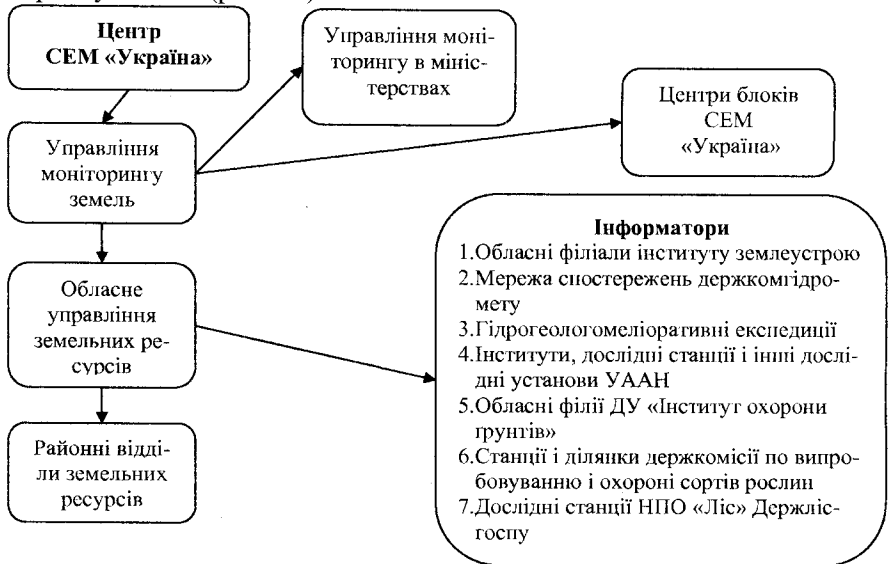 Центр
СЕМ «Україна»
Управління моні-
торингу в мініс-
терствах
Центри блоків
СЕМ
«Україна»
Управління
моніторингу
земель
Інформатори
1.Обласні філіали інституту землеустрою
2.Мережа спостережень держкомгідро-
мету
3.Гідрогеологомеліоративні експедиції
4.Інститути, дослідні станції і інші дослі-
дні установи УААН
5.Обласні філії ДУ «Інститут охорони
ґрунтів»
6.Станції і ділянки держкомісії по випро-
бовуванню і охороні сортів рослин
7.Дослідні станції НПО «Ліс» Держліс-
госпу
Обласне
управління
земельних ре-
сурсів
Районні відді-
ли земельних
ресурсів